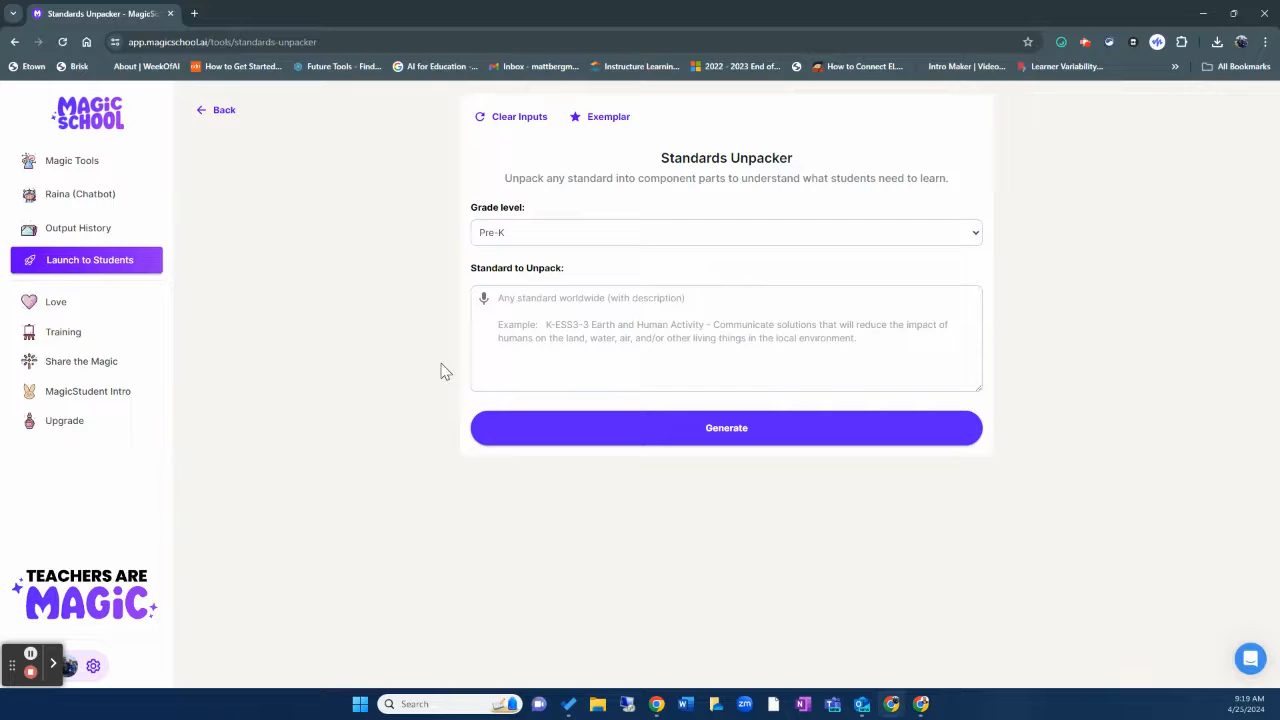 Standards Unpacker - MagicSc
app.magicschool.ai/tools/standards-unpacker
Etown
Brisk
About | WeekOfAI
How to Get Started...
Future Tools - Find...
AI for Education -...
Inbox - mattbergm...
Instructure Learnin...
2022 - 2023 End of...
How to Connect EL...
Intro Maker | Video...
Learner Variability...
»
All Bookmarks
MAGIC
SCHOOL
Magic Tools
Raina (Chatbot)
Output History
Launch to Students
Love
Training
Share the Magic
MagicStudent Intro
Upgrade
TEACHERS ARE
MAGIC
Back
Clear Inputs
Exemplar
Standards Unpacker
Unpack any standard into component parts to understand what students need to learn.
Grade level:
Pre-K
Standard to Unpack:
Any standard worldwide (with description)
Example: K-ESS3-3 Earth and Human Activity - Communicate solutions that will reduce the impact of
humans on the land, water, air, and/or other living things in the local environment.
Generate
Search
zm
9:19 AM
4/25/2024